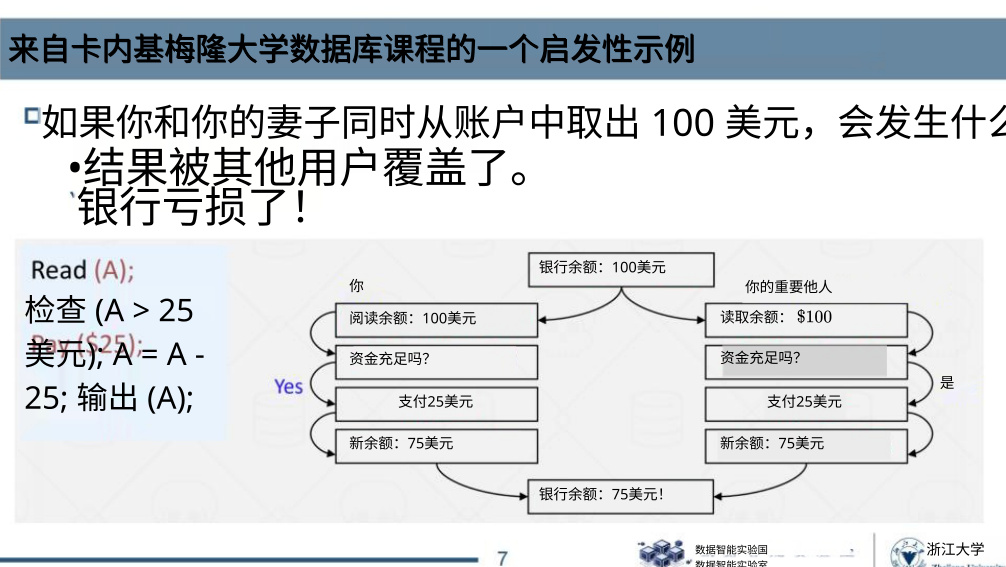 来自卡内基梅隆大学数据库课程的一个启发性示例
如果你和你的妻子同时从账户中取出 100 美元，会发生什么
•结果被其他用户覆盖了。
银行亏损了！
Read (A);
检查 (A > 25
美元); A = A -
Pay ($25);
25; 输出 (A);
银行余额：100美元
你
你的重要他人
阅读余额：100美元
读取余额： $100
资金充足吗？
资金充足吗？
Yes
是
支付25美元
支付25美元
新余额：75美元
新余额：75美元
银行余额：75美元！
7
数据智能实验国
数据智能实验室
浙江大学